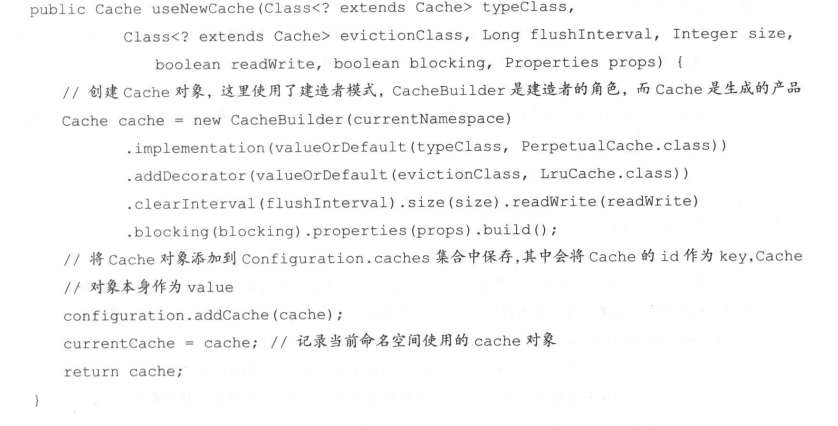 public Cache useNewCache(Class<? extends Cache> typeClass,
Class<? extends Cache> evictionClass, Long flushInterval, Integer size,
boolean readWrite, boolean blocking, Properties props) {
// 创建 Cache 对象，这里使用了建造者模式，CacheBuilder 是建造者的角色，而 Cache 是生成的产品
Cache cache = new CacheBuilder(currentNamespace)
.implementation(valueOrDefault(typeClass, PerpetualCache.class))
.addDecorator(valueOrDefault(evictionClass, LruCache.class))
.clearInterval(flushInterval).size(size).readWrite(readWrite)
.blocking(blocking).properties(props).build();
// 将 Cache 对象添加到 Configuration.caches 集合中保存,其中会将 Cache 的 id 作为 key,Cache
// 对象本身作为 value
configuration.addCache(cache);
currentCache = cache; // 记录当前命名空间使用的 cache 对象
return cache;
}